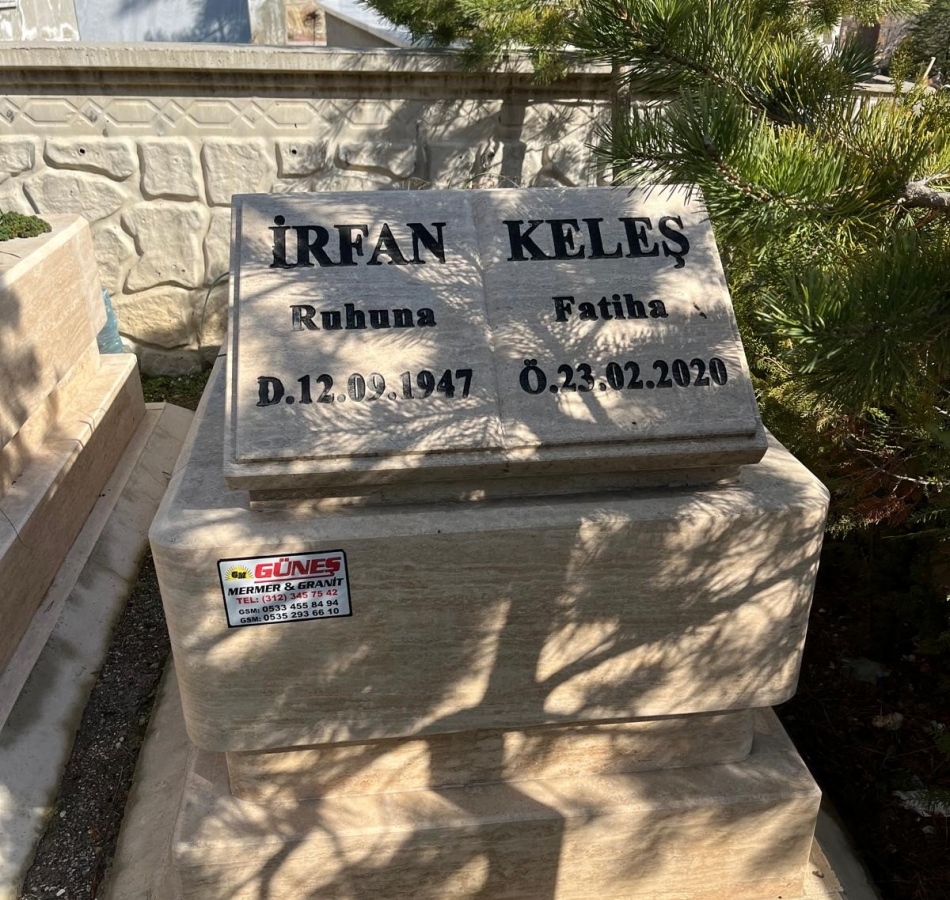 İRFAN KELEŞ
Ruhuna Fatiha
D.12.09.1947 Ö.23.02.2020
GM GÜNEŞ
MERMER & GRANİT
TEL: (312) 345 75 42
GSM: 0533 455 84 94
GSM: 0535 293 66 10